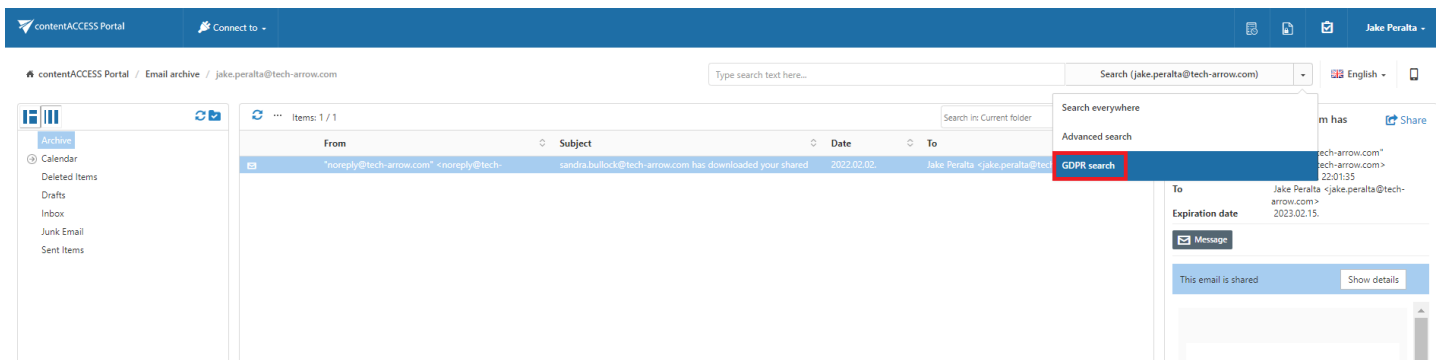 contentACCESS Portal
Connect to
Jake Peralta
contentACCESS Portal / Email archive / jake.peralta@tech-arrow.com
Type search text here...
Search (jake.peralta@tech-arrow.com)
English
Search everywhere
Advanced search
GDPR search
Archive
Calendar
Deleted Items
Drafts
Inbox
Junk Email
Sent Items
Items: 1 / 1
Search in: Current folder
From Subject Date To
"noreply@tech-arrow.com" <noreply@tech- sandra.bullock@tech-arrow.com has downloaded your shared 2022.02.02. Jake Peralta <jake.peralta@tec
m has
Share
tech-arrow.com"
tech-arrow.com>
22:01:35
To Jake Peralta <jake.peralta@tech-
arrow.com>
Expiration date 2023.02.15.
Message
This email is shared
Show details